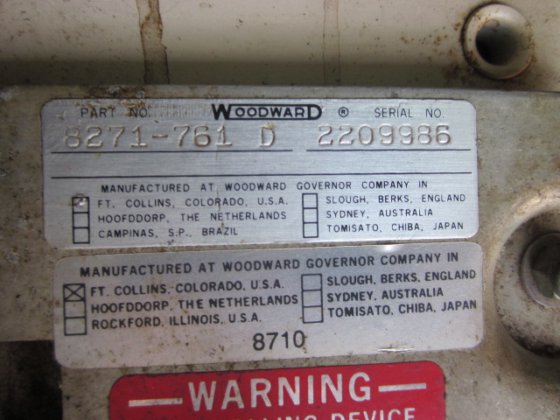 PART NO. WOODWARD ® SERIAL NO.
8271-761 D 2209986
MANUFACTURED AT WOODWARD GOVERNOR COMPANY IN
FT. COLLINS, COLORADO, U.S.A. SLOUGH, BERKS, ENGLAND
HOOFDDORP, THE NETHERLANDS SYDNEY, AUSTRALIA
CAMPINAS, S.P., BRAZIL TOMISATO, CHIBA, JAPAN
MANUFACTURED AT WOODWARD GOVERNOR COMPANY IN
FT. COLLINS, COLORADO, U.S.A. SLOUGH, BERKS, ENGLAND
HOOFDDORP, THE NETHERLANDS SYDNEY, AUSTRALIA
ROCKFORD, ILLINOIS, U.S.A. TOMISATO, CHIBA, JAPAN
8710
WARNING
DEVICE